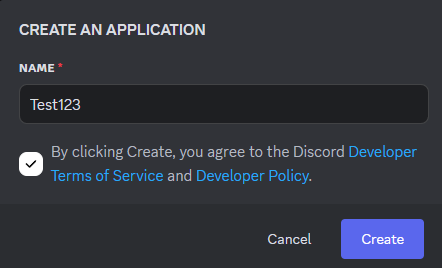 CREATE AN APPLICATION
NAME *
Test123
By clicking Create, you agree to the Discord Developer
Terms of Service and Developer Policy.
Cancel Create